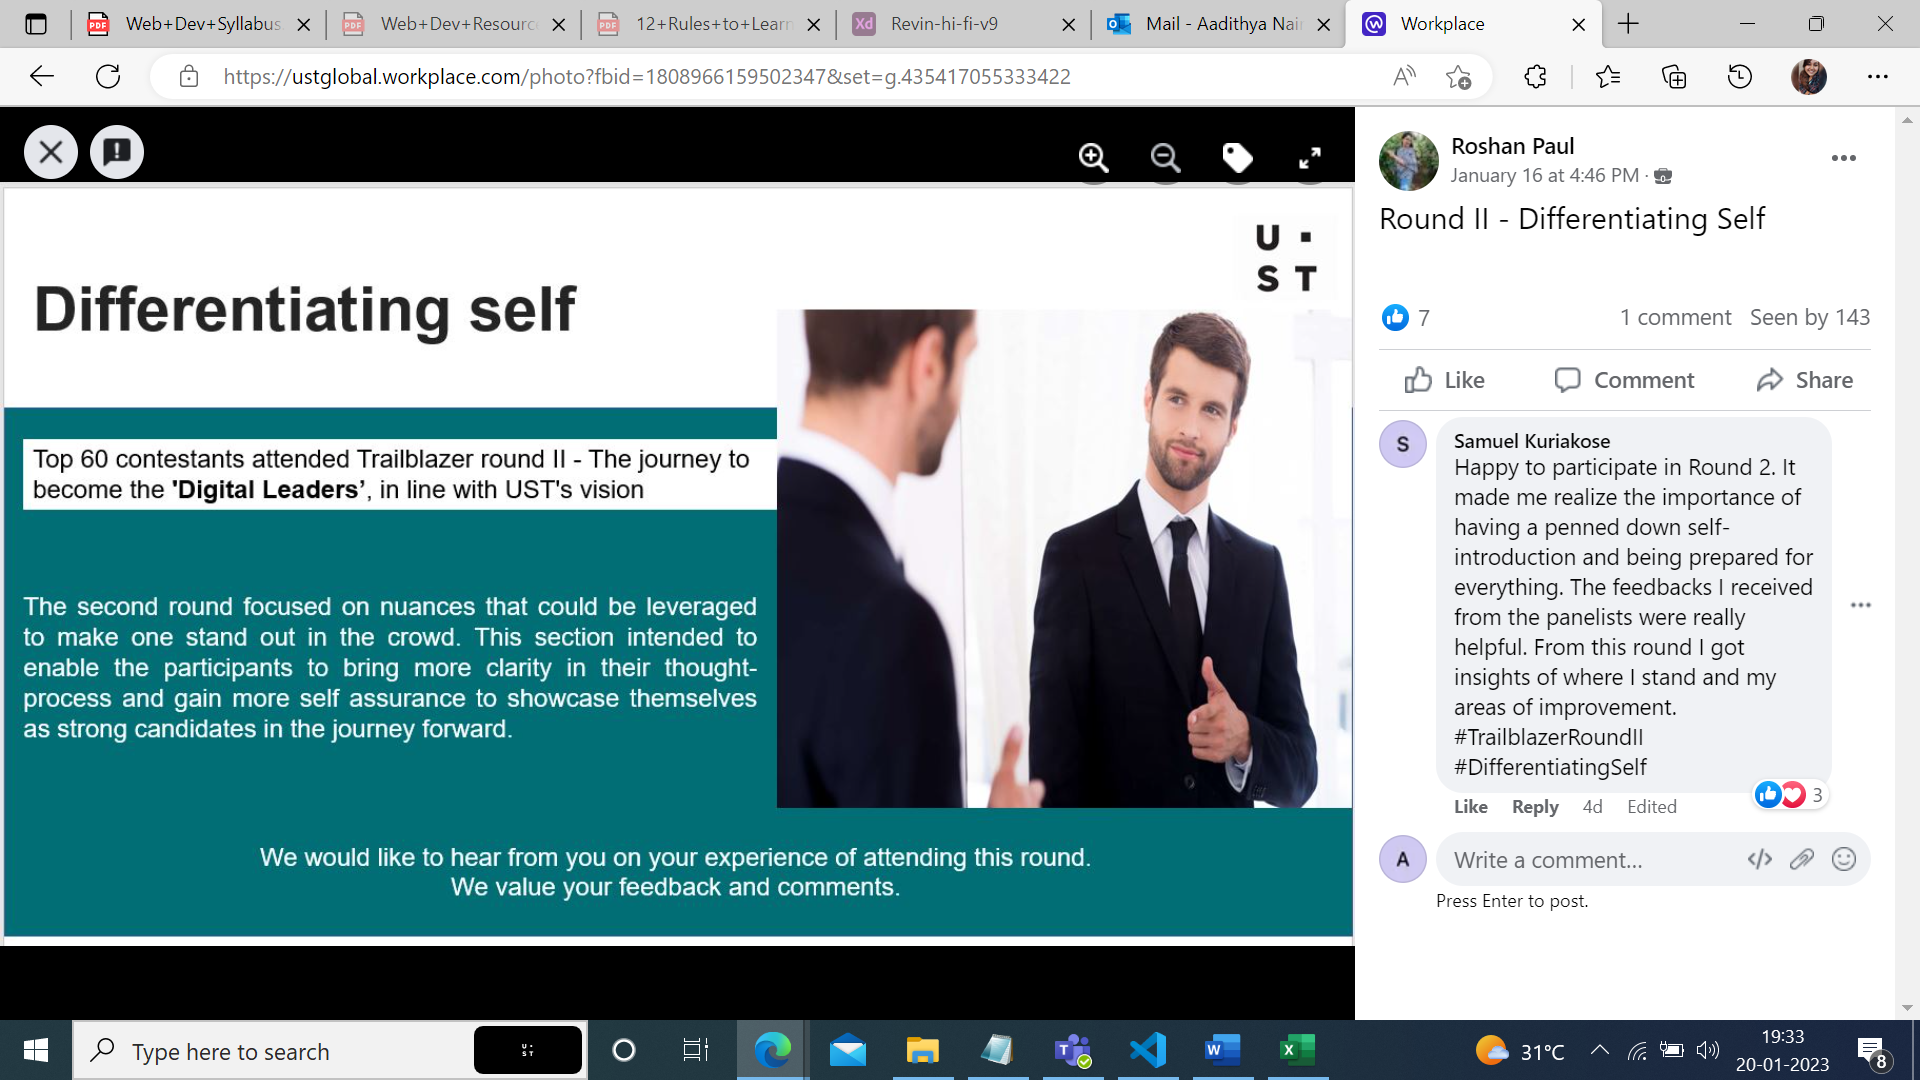 Web+Dev+Syllabus
Web+Dev+Resourc
12+Rules+to+Learn
Xd
Revin-hi-fi-v9
Mail - Aadithya Nair
Workplace
https://ustglobal.workplace.com/photo?fbid=1808966159502347&set=g.435417055333422
U ·
S T
Differentiating self
Top 60 contestants attended Trailblazer round II - The journey to
become the 'Digital Leaders’, in line with UST's vision
The second round focused on nuances that could be leveraged
to make one stand out in the crowd. This section intended to
enable the participants to bring more clarity in their thought-
process and gain more self assurance to showcase themselves
as strong candidates in the journey forward.
We would like to hear from you on your experience of attending this round.
We value your feedback and comments.
Roshan Paul
January 16 at 4:46 PM ·
Round II - Differentiating Self
7
1 comment Seen by 143
Like Comment Share
S
Samuel Kuriakose
Happy to participate in Round 2. It
made me realize the importance of
having a penned down self-
introduction and being prepared for
everything. The feedbacks I received
from the panelists were really
helpful. From this round I got
insights of where I stand and my
areas of improvement.
#TrailblazerRoundII
#DifferentiatingSelf
Like Reply 4d Edited
3
A
Write a comment...
Press Enter to post.
Type here to search
31°C
19:33
20-01-2023
8